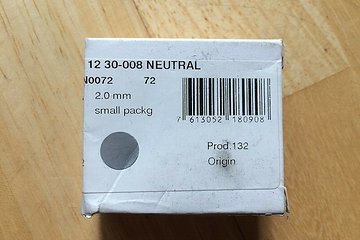 12 30-008 NEUTRAL
N0072 72
2.0 mm
small packg
7 613052 180908
Prod.132
Origin